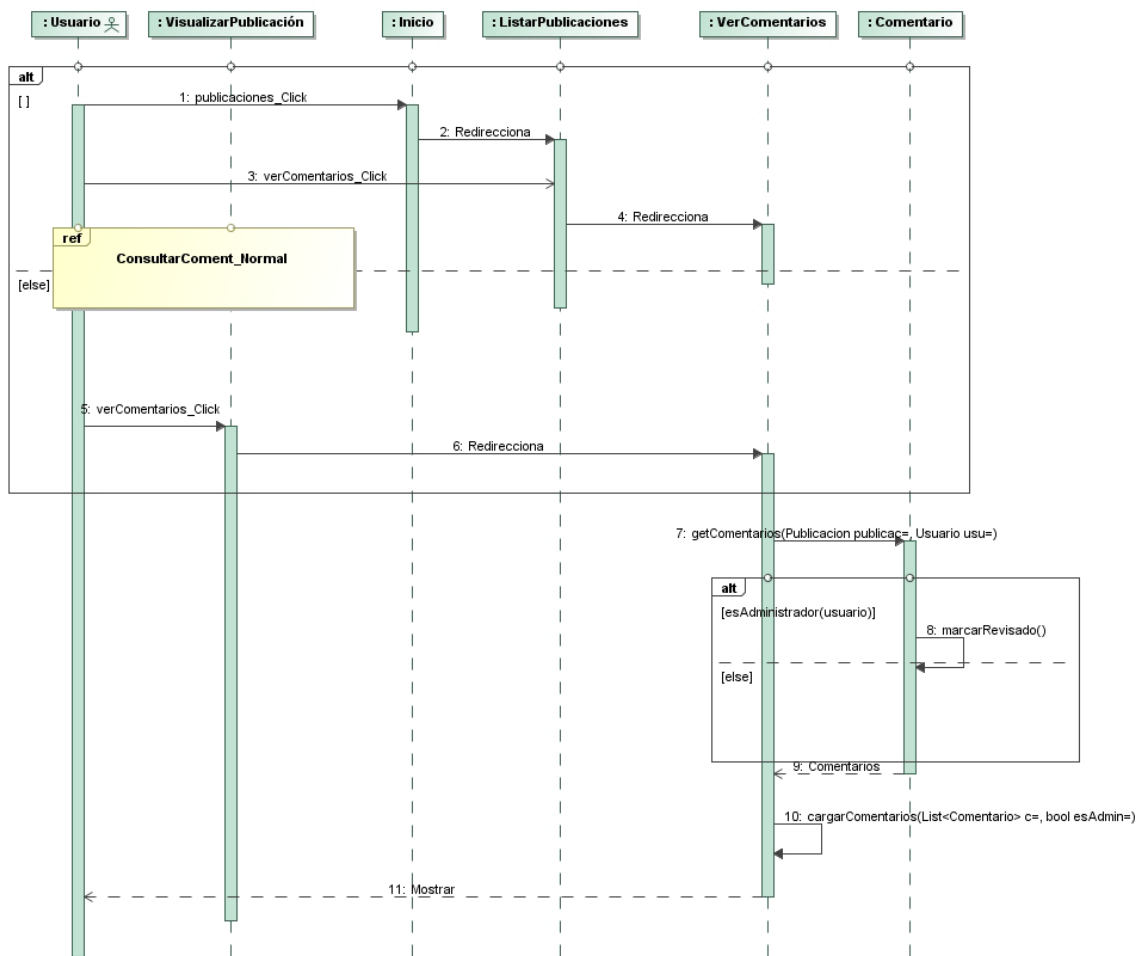 : Usuario
: VisualizarPublicación
: Inicio
: ListarPublicaciones
: VerComentarios
: Comentario
alt
[ ]
1: publicaciones_Click
2: Redirecciona
3: verComentarios_Click
4: Redirecciona
ref
ConsultarComent_Normal
[else]
5: verComentarios_Click
6: Redirecciona
7: getComentarios(Publicacion publicac=, Usuario usu=)
alt
[esAdministrador(usuario)]
8: marcarRevisado()
[else]
9: Comentarios
10: cargarComentarios(List<Comentario> c=, bool esAdmin=)
11: Mostrar